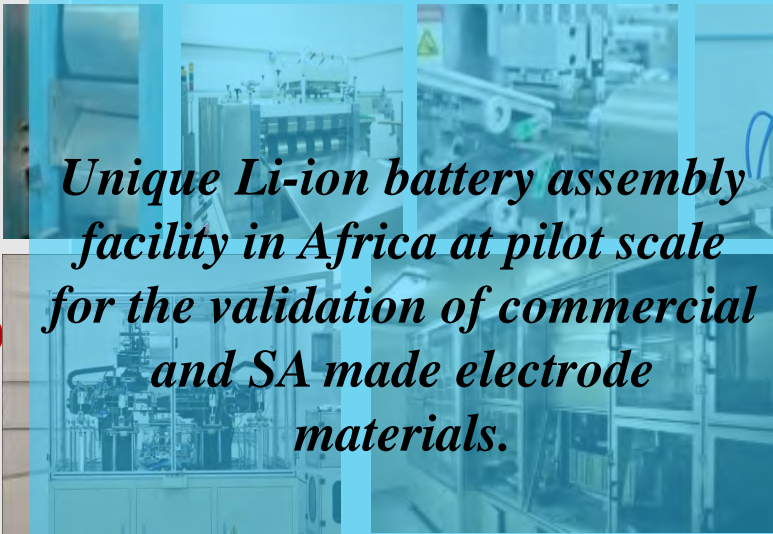 Unique Li-ion battery assembly
facility in Africa at pilot scale
for the validation of commercial
and SA made electrode
materials.